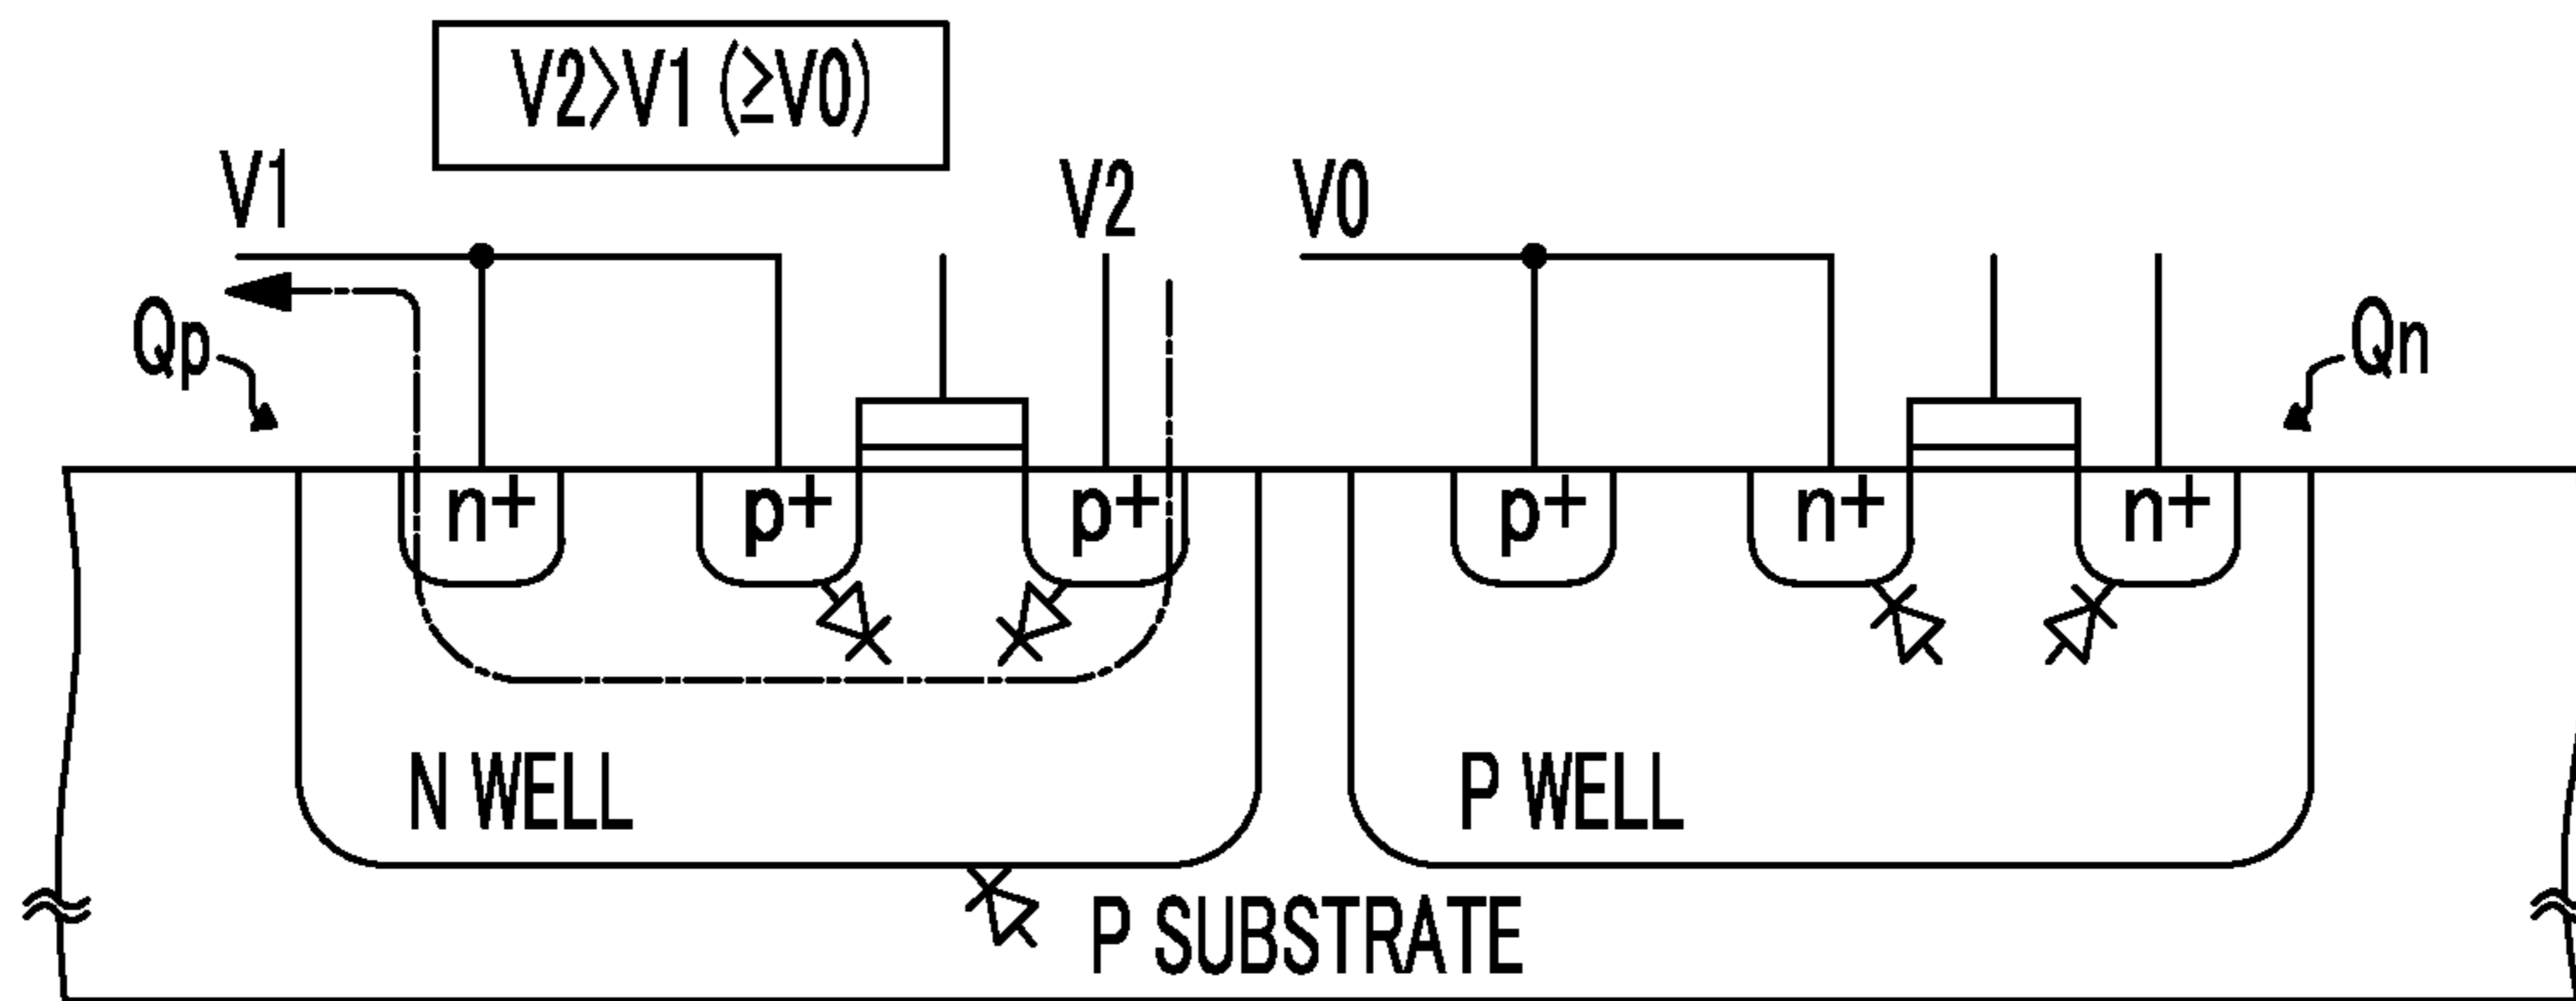 V2>V1 (≥V0)
V1
V2
V0
Qp
Qn
n+
p+
p+
p+
n+
n+
N WELL
P WELL
P SUBSTRATE